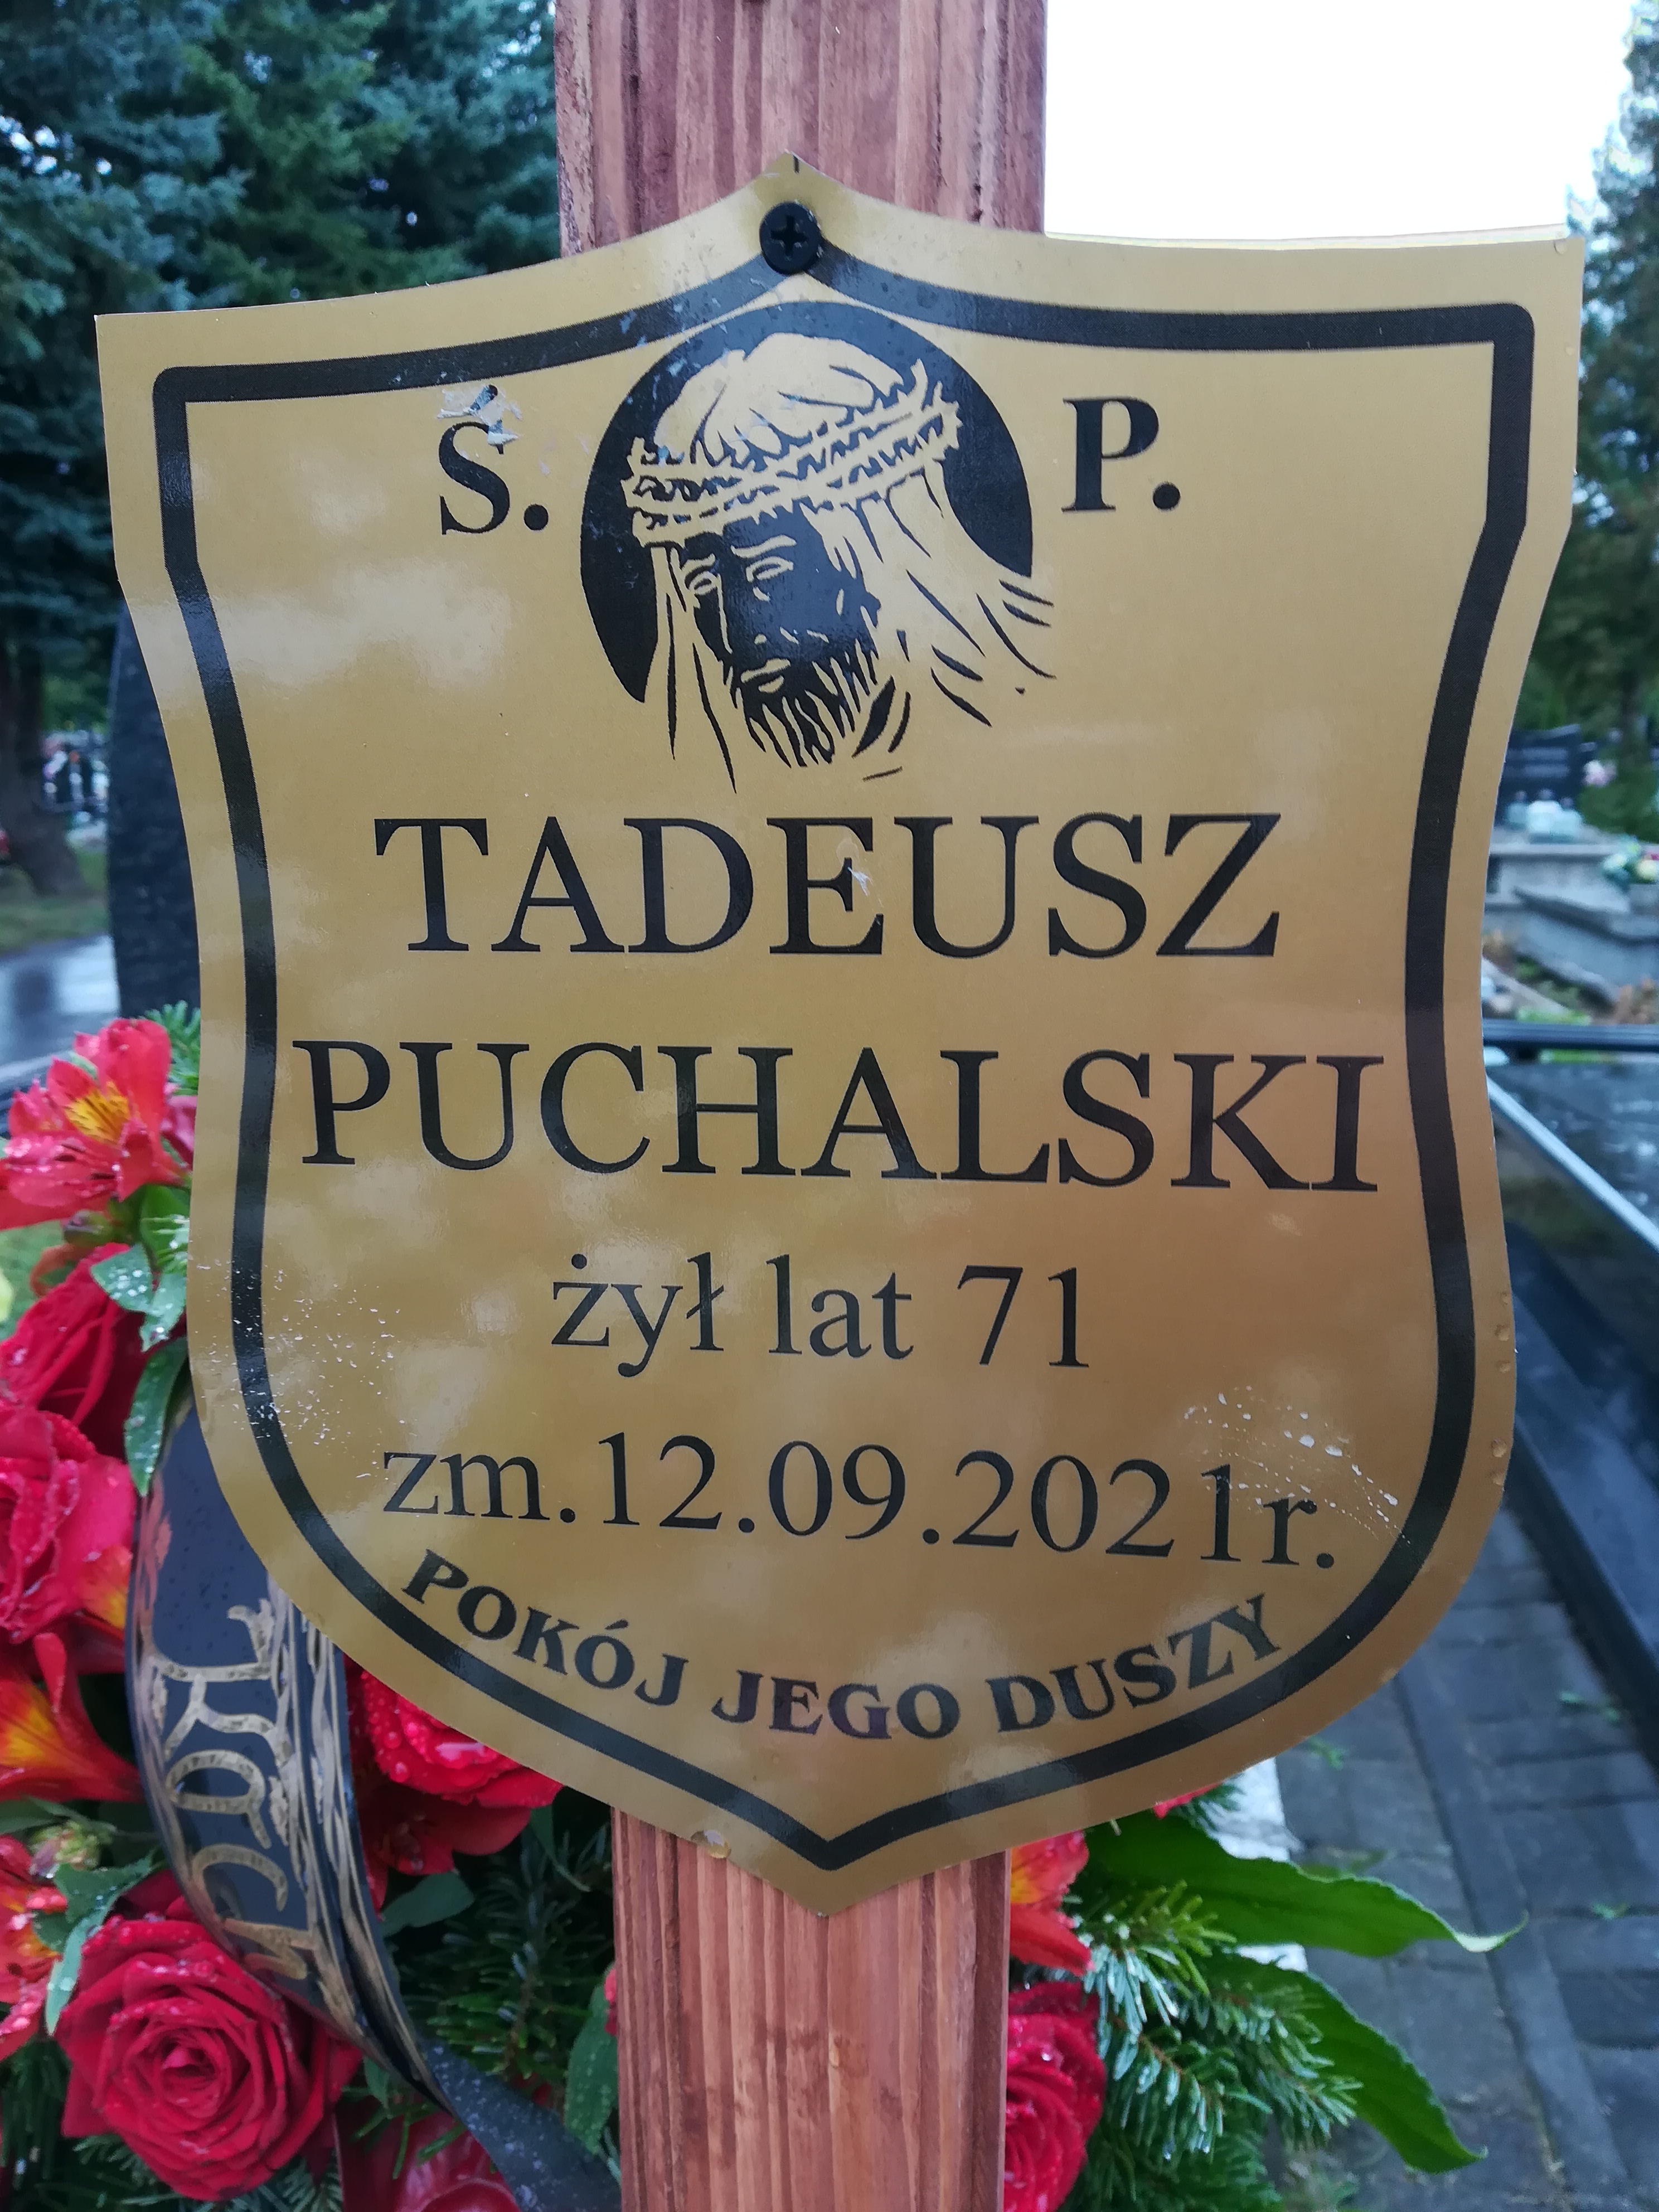 Ś. P.
TADEUSZ
PUCHALSKI
żył lat 71
zm.12.09.2021r.
POKÓJ JEGO DUSZY